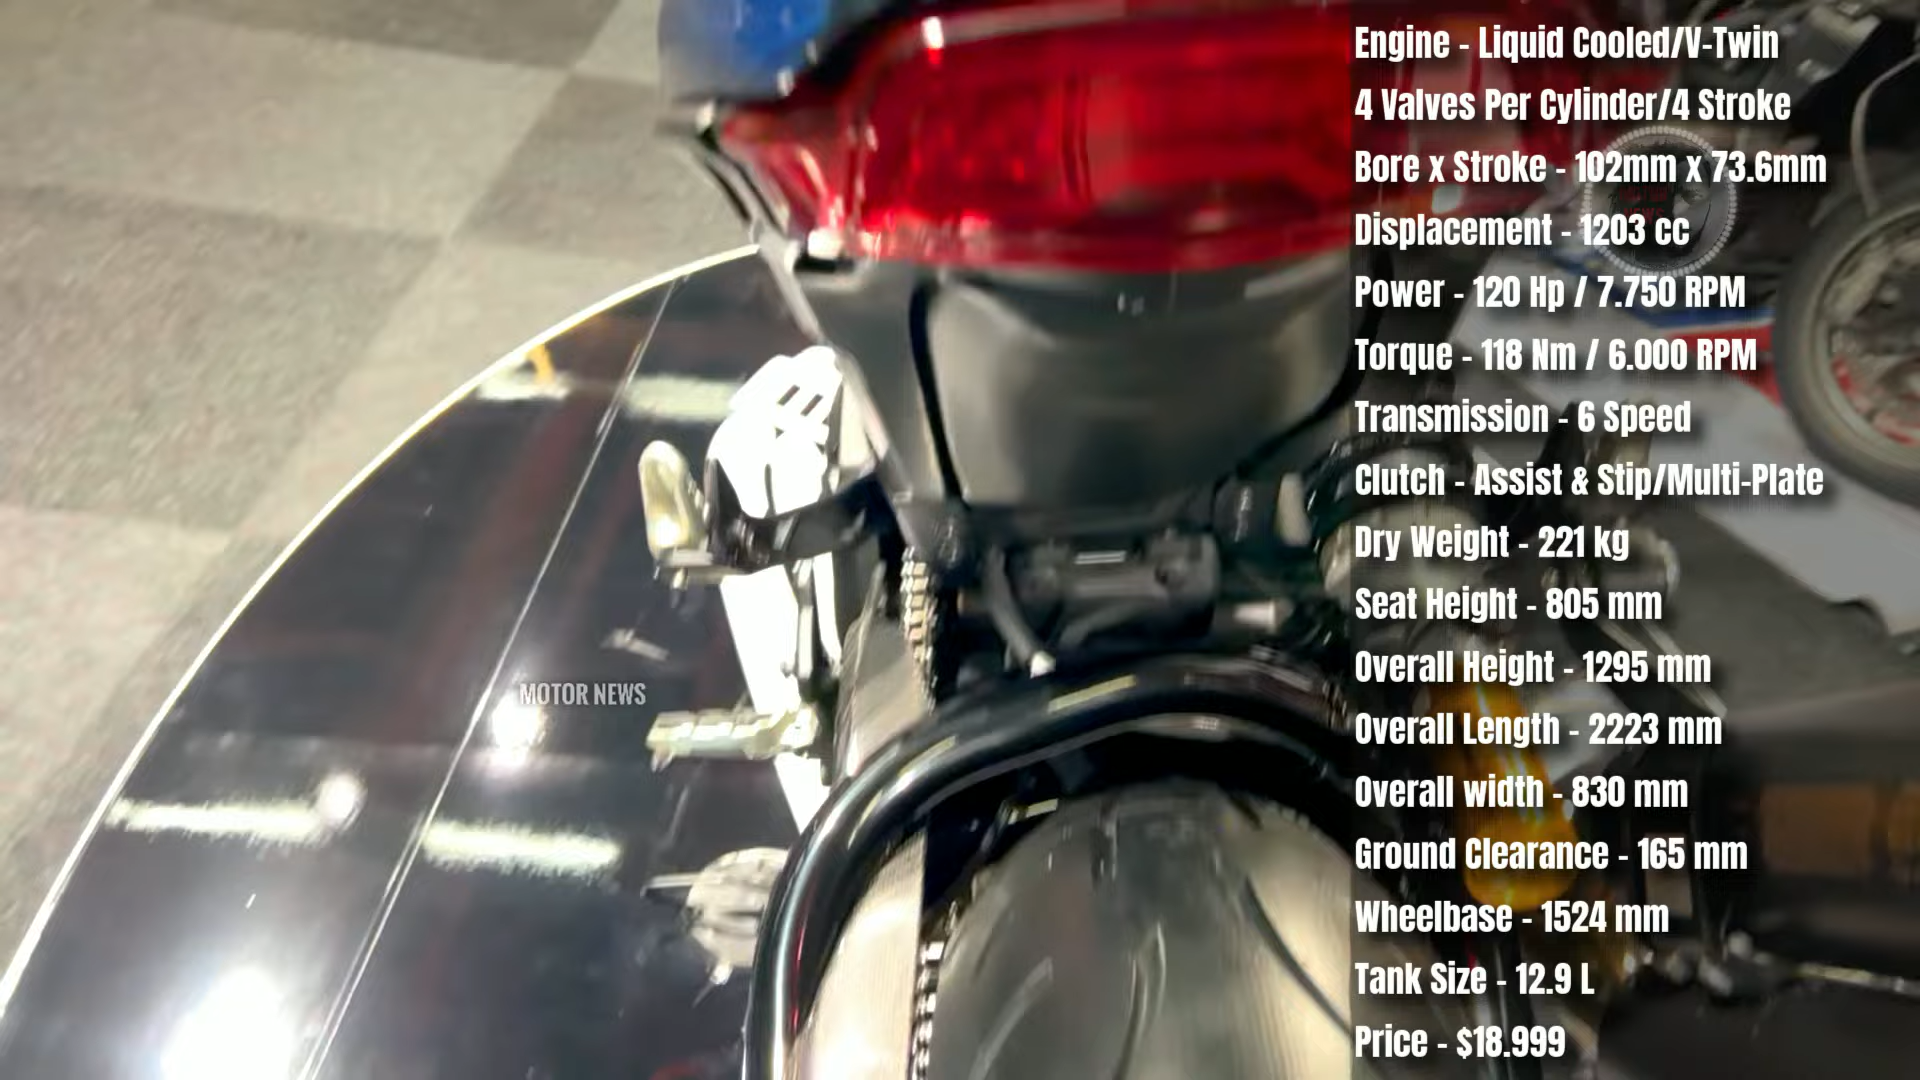 Engine - Liquid Cooled/V-Twin
4 Valves Per Cylinder/4 Stroke
Bore x Stroke - 102mm x 73.6mm
Displacement - 1203 cc
Power - 120 Hp / 7.750 RPM
Torque - 118 Nm / 6.000 RPM
Transmission - 6 Speed
Clutch - Assist & Stip/Multi-Plate
Dry Weight - 221 kg
Seat Height - 805 mm
Overall Height - 1295 mm
Overall Length - 2223 mm
Overall width - 830 mm
Ground Clearance - 165 mm
Wheelbase - 1524 mm
Tank Size - 12.9 L
Price - $18.999
MOTOR NEWS